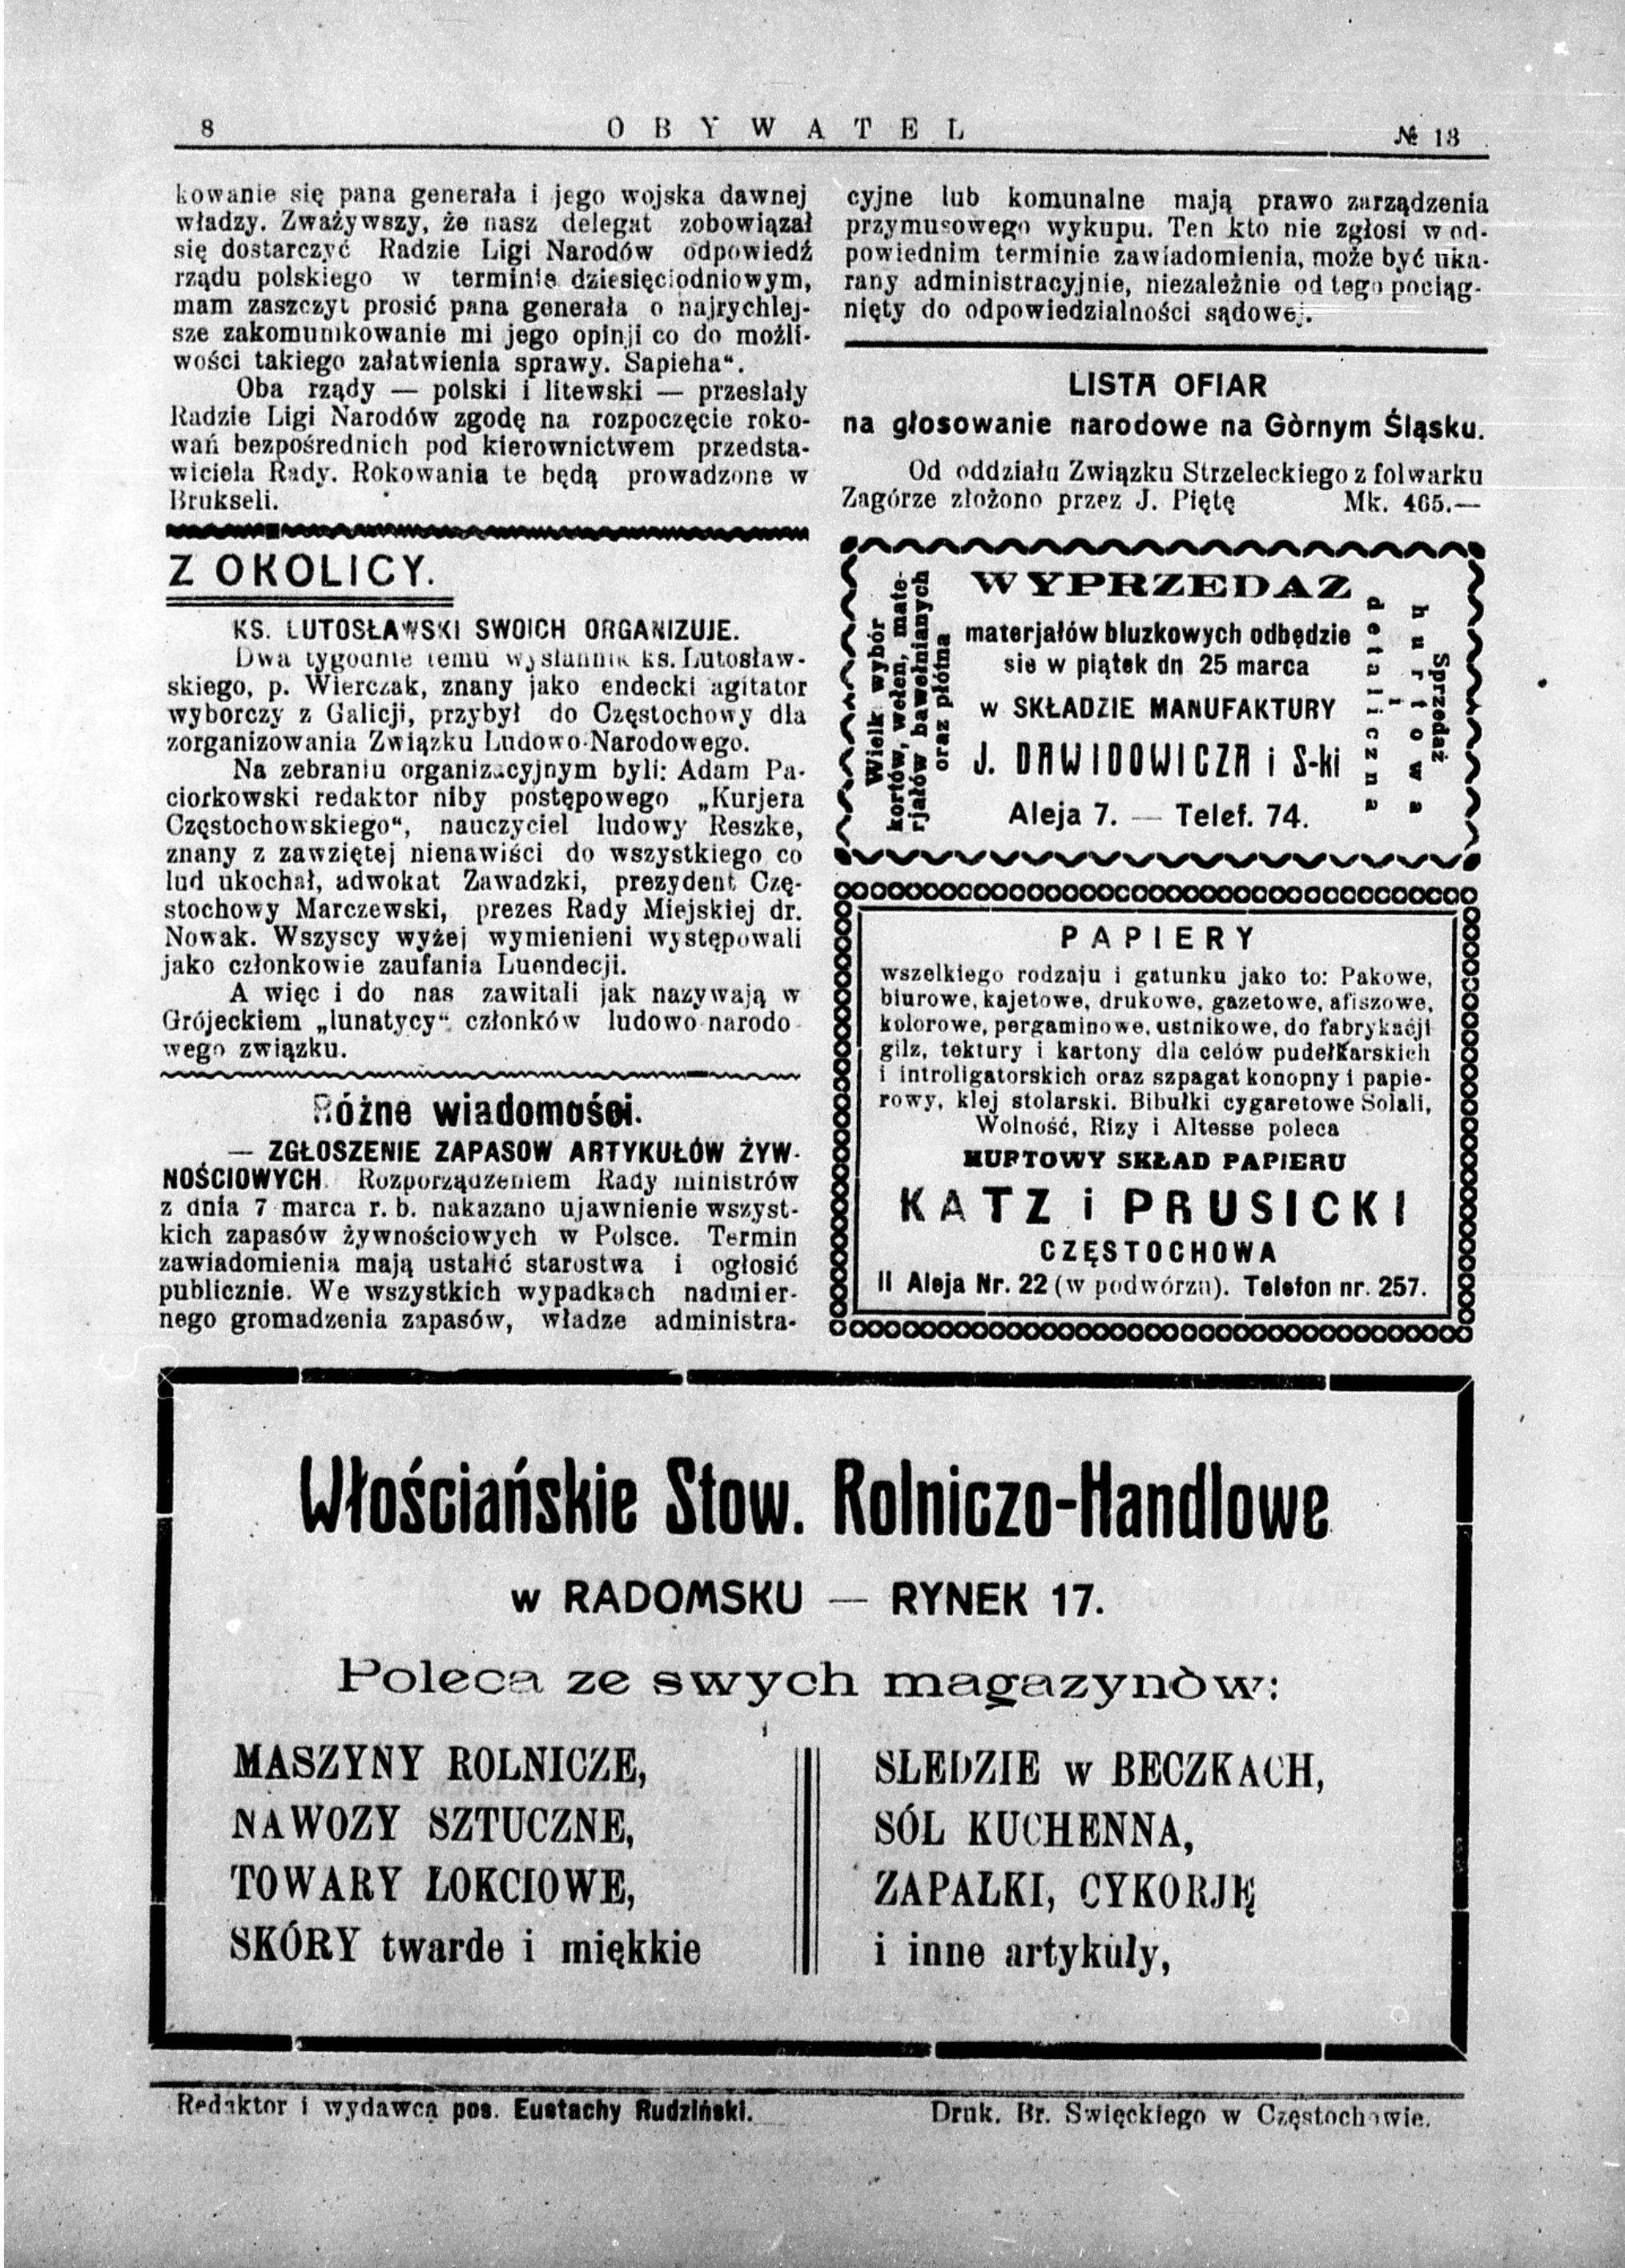 8
OBYWATEL
№ 13
kowanie się pana generała i jego wojska dawnej
władzy. Zważywszy, że nasz delegat zobowiązał
się dostarczyć Radzie Ligi Narodów odpowiedź
rządu polskiego w terminie dziesięciodniowym,
mam zaszczyt prosić pana generała o najrychlej-
sze zakomunikowanie mi jego opinji co do możli-
wości takiego załatwienia sprawy. Sapieha“.
Oba rządy — polski i litewski — przesłały
Radzie Ligi Narodów zgodę na rozpoczęcie roko-
wań bezpośrednich pod kierownictwem przedsta-
wiciela Rady. Rokowania te będą prowadzone w
Brukseli.
Z OKOLICY.
KS. LUTOSŁAWSKI SWOICH ORGANIZUJE.
Dwa tygodnie temu wysłannik ks. Lutosław-
skiego, p. Wierczak, znany jako endecki agitator
wyborczy z Galicji, przybył do Częstochowy dla
zorganizowania Związku Ludowo-Narodowego.
Na zebraniu organizacyjnym byli: Adam Pa-
ciorkowski redaktor niby postępowego „Kurjera
Częstochowskiego“, nauczyciel ludowy Reszke,
znany z zawziętej nienawiści do wszystkiego co
lud ukochał, adwokat Zawadzki, prezydent Czę-
stochowy Marczewski, prezes Rady Miejskiej dr.
Nowak. Wszyscy wyżej wymienieni występowali
jako członkowie zaufania Luendecji.
A więc i do nas zawitali jak nazywają w
Grójeckiem „lunatycy“ członków ludowo-narodo-
wego związku.
Różne wiadomości.
— ZGŁOSZENIE ZAPASOW ARTYKUŁÓW ŻYW-
NOŚCIOWYCH. Rozporządzeniem Rady ministrów
z dnia 7 marca r. b. nakazano ujawnienie wszyst-
kich zapasów żywnościowych w Polsce. Termin
zawiadomienia mają ustalić starostwa i ogłosić
publicznie. We wszystkich wypadkach nadmier-
nego gromadzenia zapasów, władze administra-
cyjne lub komunalne mają prawo zarządzenia
przymusowego wykupu. Ten kto nie zgłosi w od-
powiednim terminie zawiadomienia, może być uka-
rany administracyjnie, niezależnie od tego pociąg-
nięty do odpowiedzialności sądowej.
LISTA OFIAR
na głosowanie narodowe na Gòrnym Śląsku.
Od oddziału Związku Strzeleckiego z folwarku
Zagórze złożono przez J. Piętę Mk. 465.—
Wielk wybór
kortów, wełen, mate-
rjałów bawełnianych
oraz płótna
WYPRZEDAZ
materjałów bluzkowych odbędzie
sie w piątek dn 25 marca
w SKŁADZIE MANUFAKTURY
J. DAWIDOWICZA i S-ki
Aleja 7. — Telef. 74.
Sprzedaż
hurtowa
i
detaliczna
PAPIERY
wszelkiego rodzaju i gatunku jako to: Pakowe,
biurowe, kajetowe, drukowe, gazetowe, afiszowe,
kolorowe, pergaminowe, ustnikowe, do fabrykacji
gilz, tektury i kartony dla celów pudełkarskich
i introligatorskich oraz szpagat konopny i papie-
rowy, klej stolarski. Bibułki cygaretowe Solali,
Wolność, Rizy i Altesse poleca
HURTOWY SKŁAD PAPIERU
KATZ i PRUSICKI
CZĘSTOCHOWA
II Aleja Nr. 22 (w podwórzu). Telefon nr. 257.
Włościańskie Stow. Rolniczo-Handlowe
w RADOMSKU — RYNEK 17.
Poleca ze swych magazynòw:
MASZYNY ROLNICZE,
NAWOZY SZTUCZNE,
TOWARY ŁOKCIOWE,
SKÓRY twarde i miękkie
SLEDZIE w BECZKACH,
SÓL KUCHENNA,
ZAPAŁKI, CYKORJĘ
i inne artykuły,
Redaktor i wydawca pos. Eustachy Rudziński.
Druk. Br. Swięckiego w Częstochowie.